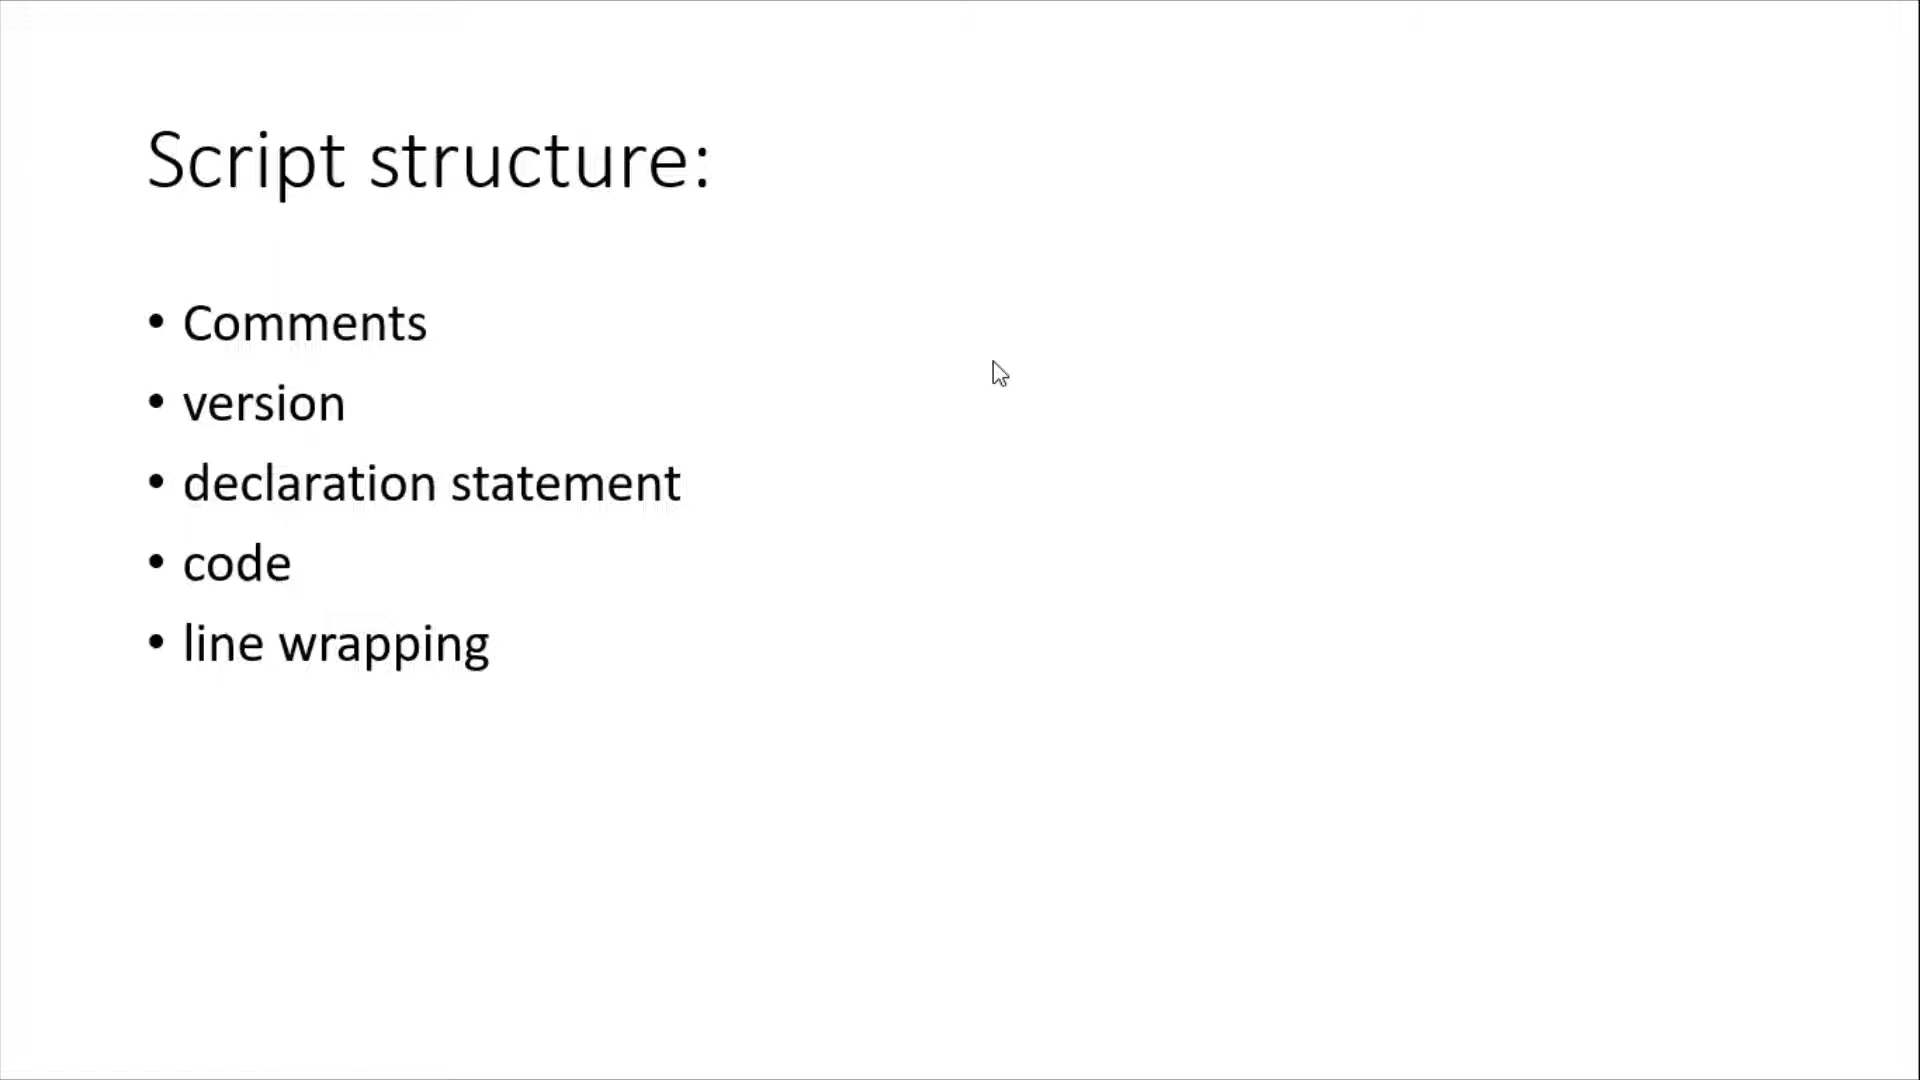 Script structure:
• Comments
• version
• declaration statement
• code
• line wrapping